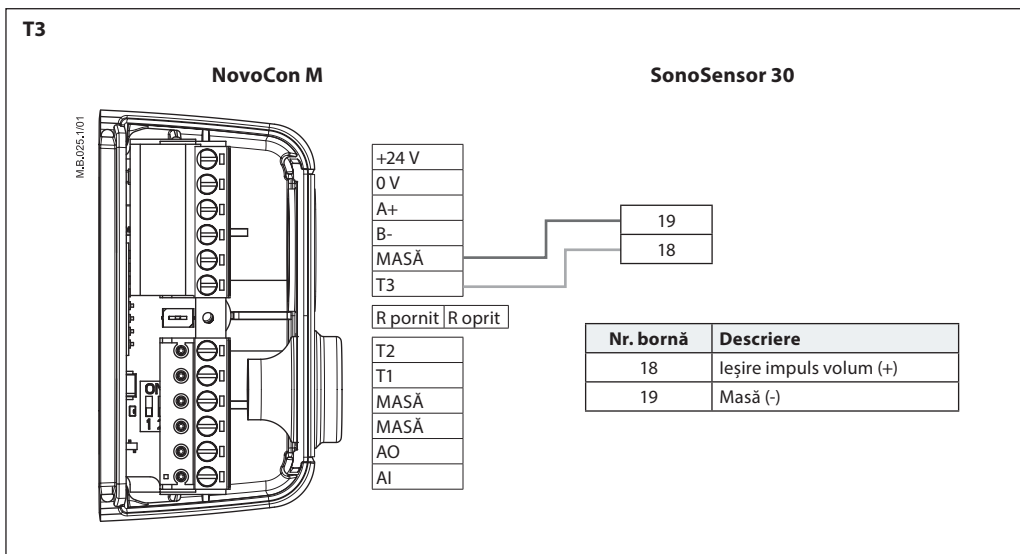 T3
NovoCon M
SonoSensor 30
M.B.025.1/01
+24 V
0 V
A+
B-
MASĂ
T3
R pornit R oprit
T2
T1
MASĂ
MASĂ
AO
AI
19
18
Nr. bornă Descriere
18 Ieșire impuls volum (+)
19 Masă (-)
ON
1 2